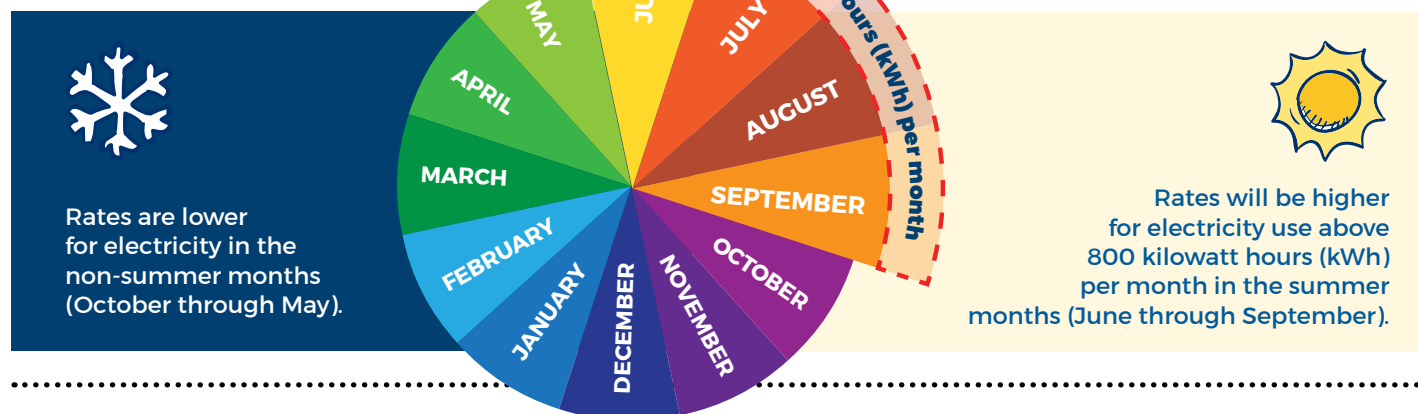 MAY
JU
JULY
ours (kWh) per month
APRIL
AUGUST
MARCH
SEPTEMBER
FEBRUARY
OCTOBER
JANUARY
DECEMBER
NOVEMBER
Rates are lower
for electricity in the
non-summer months
(October through May).
Rates will be higher
for electricity use above
800 kilowatt hours (kWh)
per month in the summer
months (June through September).